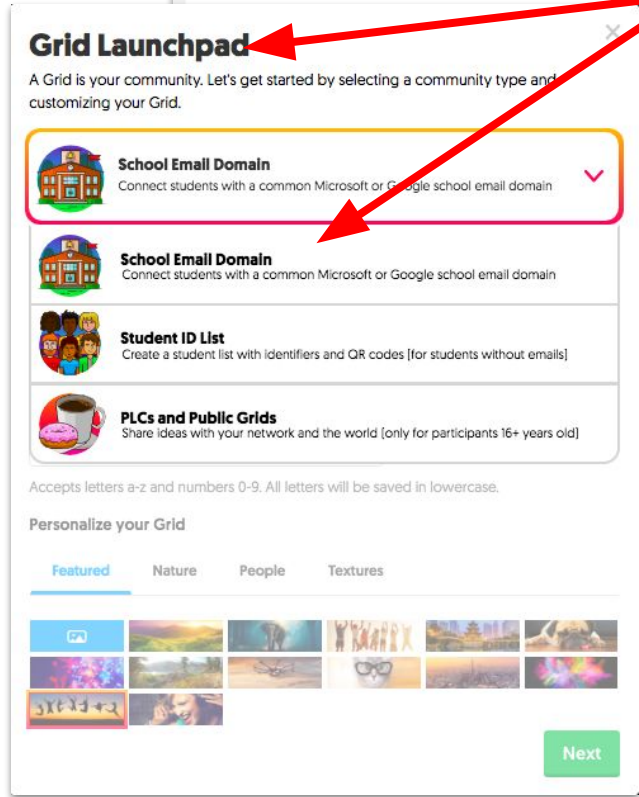 Grid Launchpad
A Grid is your community. Let's get started by selecting a community type and
customizing your Grid.
School Email Domain
Connect students with a common Microsoft or Google school email domain
School Email Domain
Connect students with a common Microsoft or Google school email domain
Student ID List
Create a student list with identifiers and QR codes [for students without emails]
PLCs and Public Grids
Share ideas with your network and the world [only for participants 16+ years old]
Accepts letters a-z and numbers 0-9. All letters will be saved in lowercase.
Personalize your Grid
Featured Nature People Textures
Next